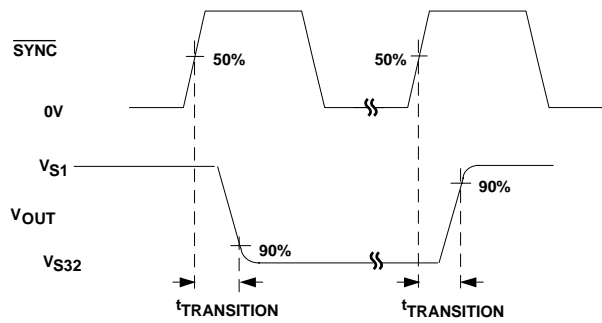 SYNC
50%
50%
0V
VS1
90%
VOUT
90%
VS32
tTRANSITION
tTRANSITION